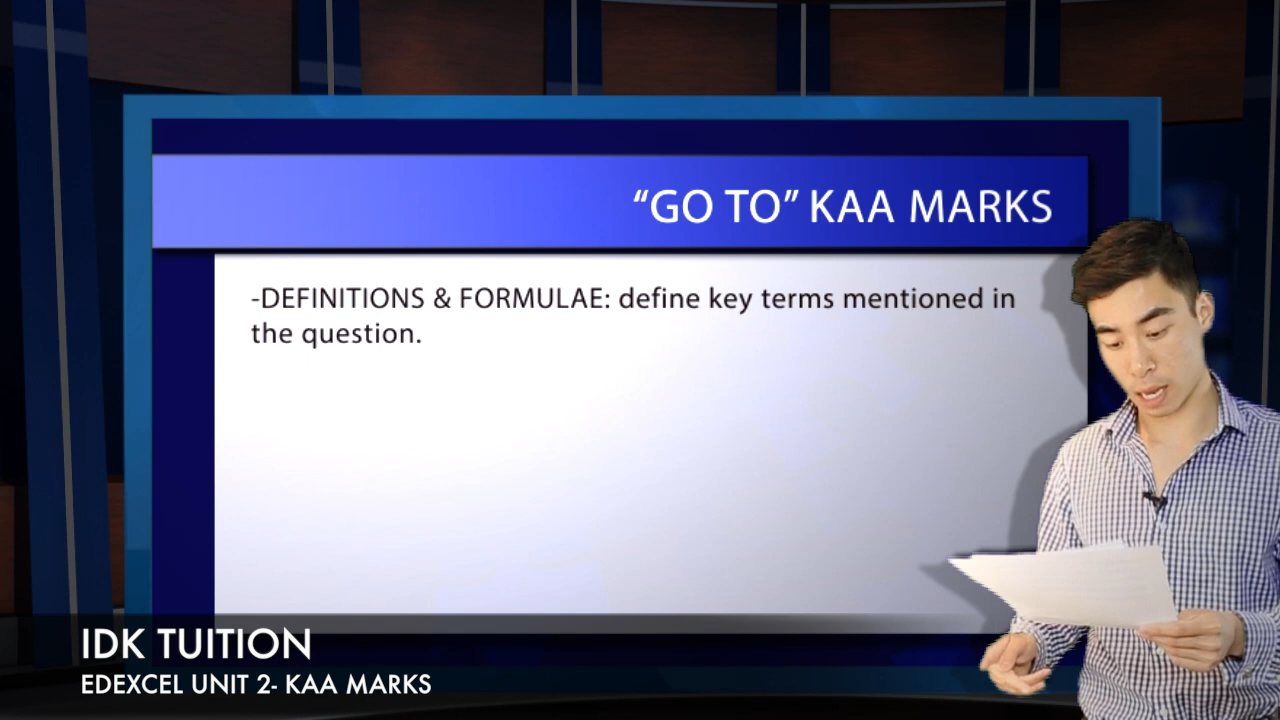 “GO TO” KAA MARKS
-DEFINITIONS & FORMULAE: define key terms mentioned in
the question.
IDK TUITION
EDEXCEL UNIT 2- KAA MARKS